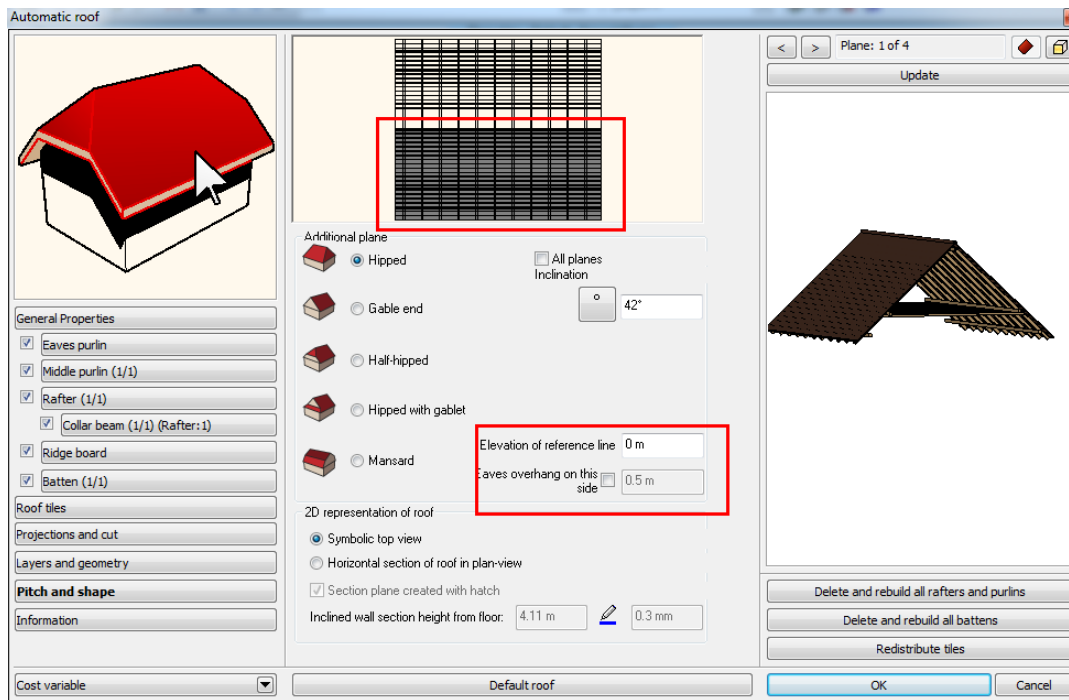 Automatic roof
General Properties
Eaves purlin
Middle purlin (1/1)
Rafter (1/1)
Collar beam (1/1) (Rafter:1)
Ridge board
Batten (1/1)
Roof tiles
Projections and cut
Layers and geometry
Pitch and shape
Information
Cost variable
Additional plane
Hipped
All planes
Inclination
° 42°
Gable end
Half-hipped
Hipped with gablet
Mansard
Elevation of reference line 0 m
Eaves overhang on this
side 0.5 m
2D representation of roof
Symbolic top view
Horizontal section of roof in plan-view
Section plane created with hatch
Inclined wall section height from floor: 4.11 m 0.3 mm
Default roof
< > Plane: 1 of 4
Update
Delete and rebuild all rafters and purlins
Delete and rebuild all battens
Redistribute tiles
OK Cancel